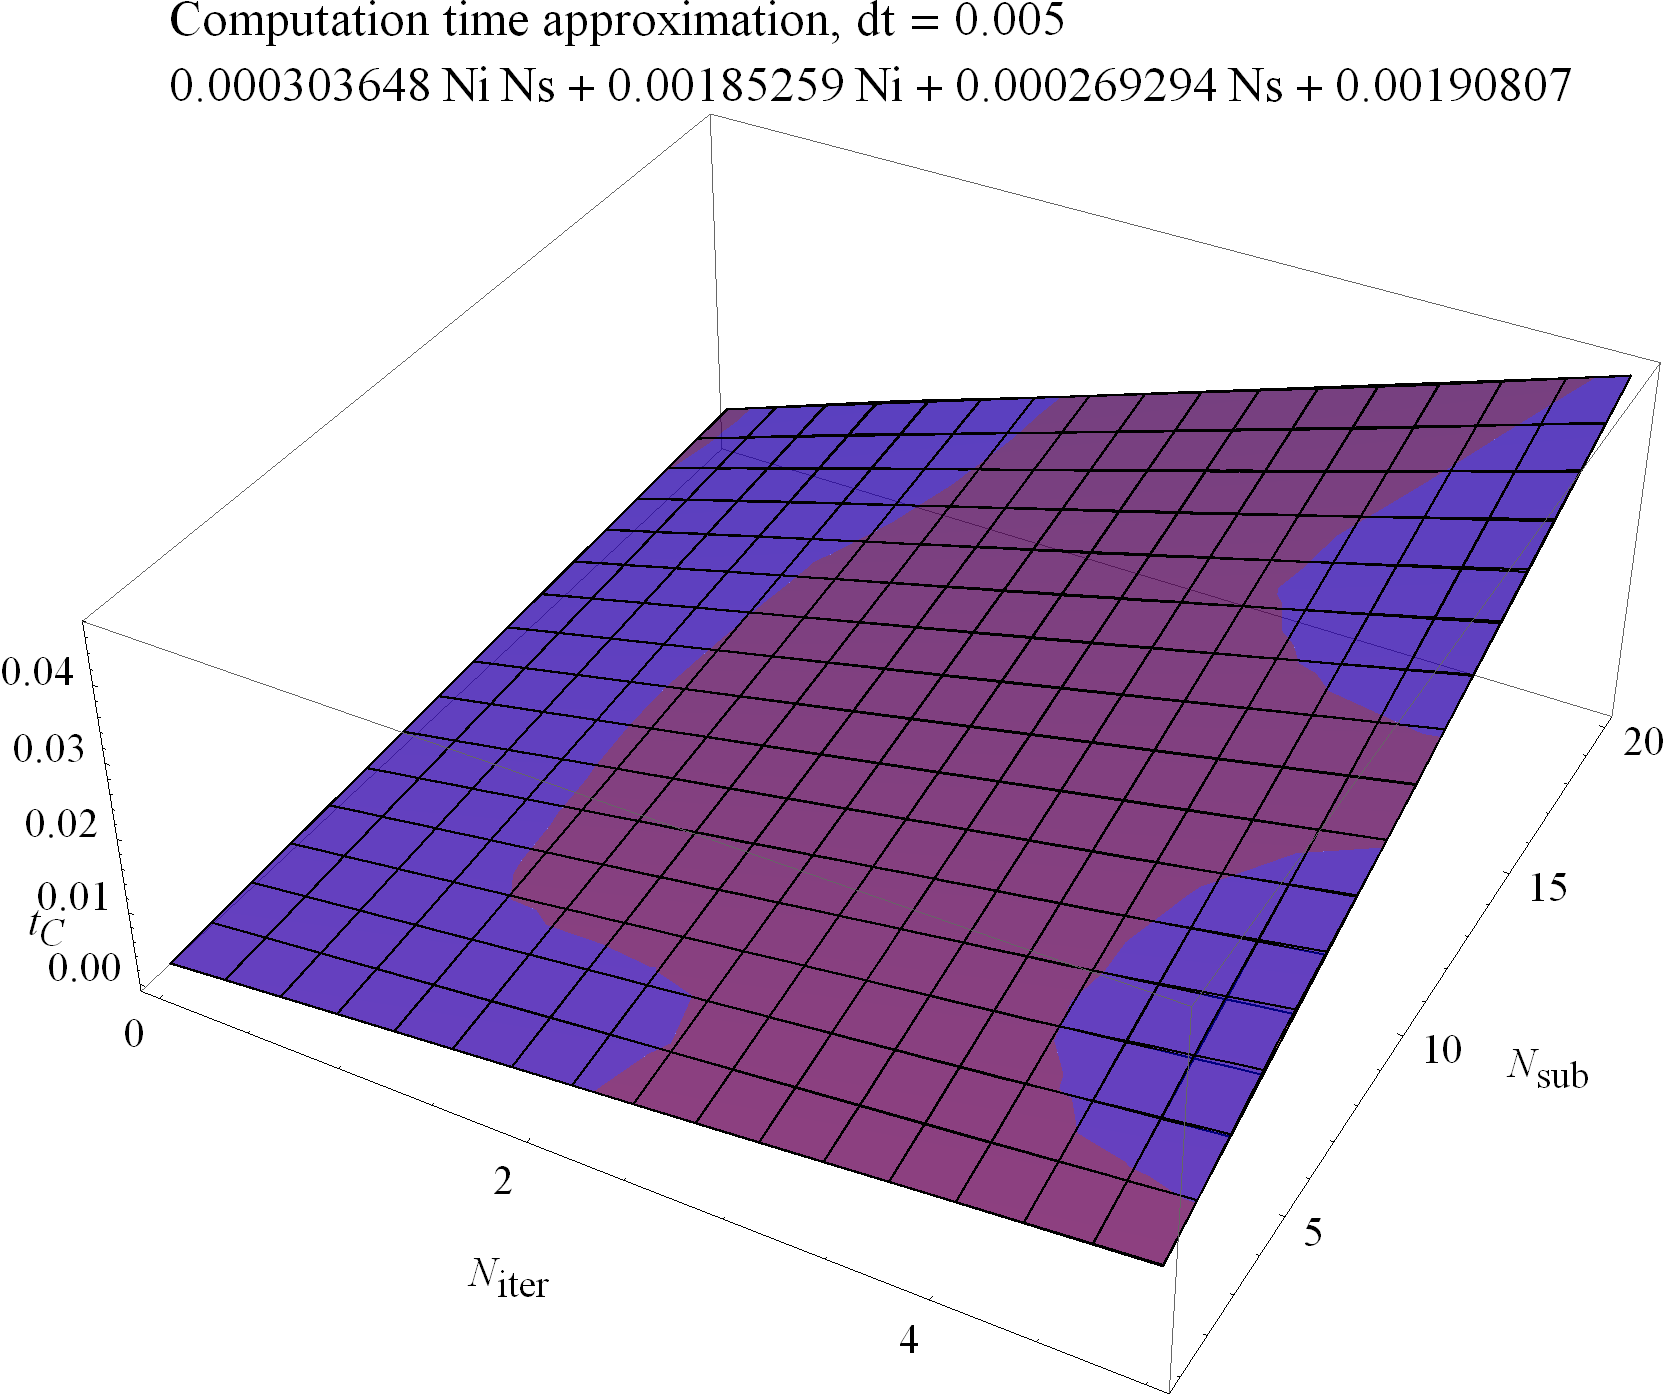 Computation time approximation, dt = 0.005
0.000303648 Ni Ns + 0.00185259 Ni + 0.000269294 Ns + 0.00190807
0.04
0.03
0.02
0.01
t_C
0.00
0
2
4
N_iter
5
10
15
20
N_sub